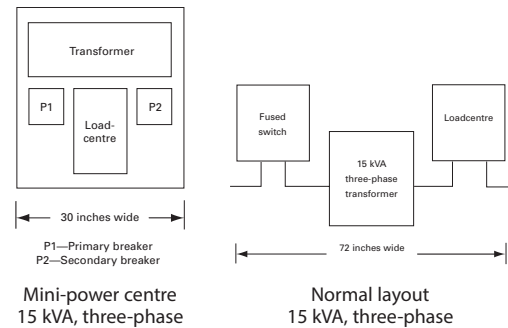 Transformer
P1
P2
Load-
centre
30 inches wide
P1—Primary breaker
P2—Secondary breaker
Mini-power centre
15 kVA, three-phase
Fused
switch
15 kVA
three-phase
transformer
Loadcentre
72 inches wide
Normal layout
15 kVA, three-phase